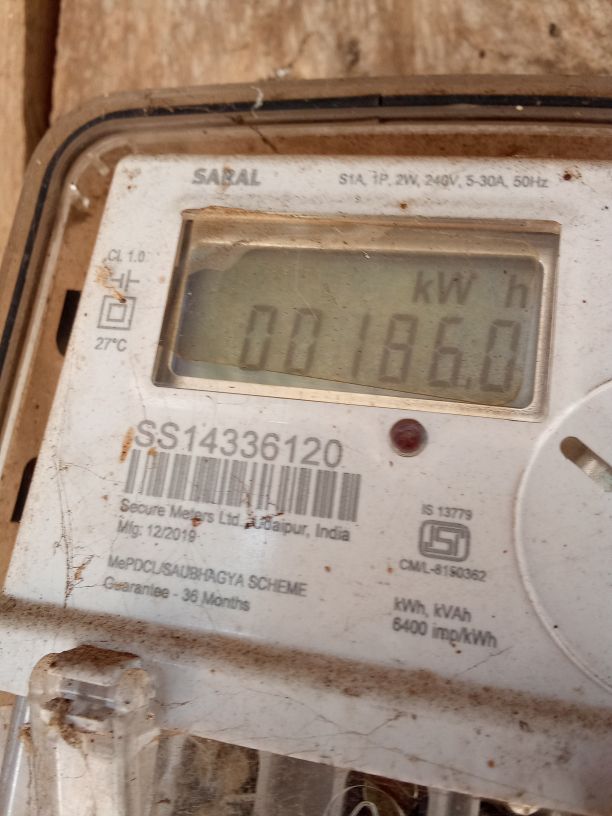 SARAL
S1A, 1P, 2W, 240V, 5-30A, 50Hz
CL 1.0
27°C
kW h
00186.0
SS14336120
Secure Meters Ltd., Udaipur, India
Mfg: 12/2019
MePDCL/SAUBHAGYA SCHEME
Guarantee - 36 Months
IS 13779
ISI
CM/L-8190362
kWh, kVAh
6400 imp/kWh